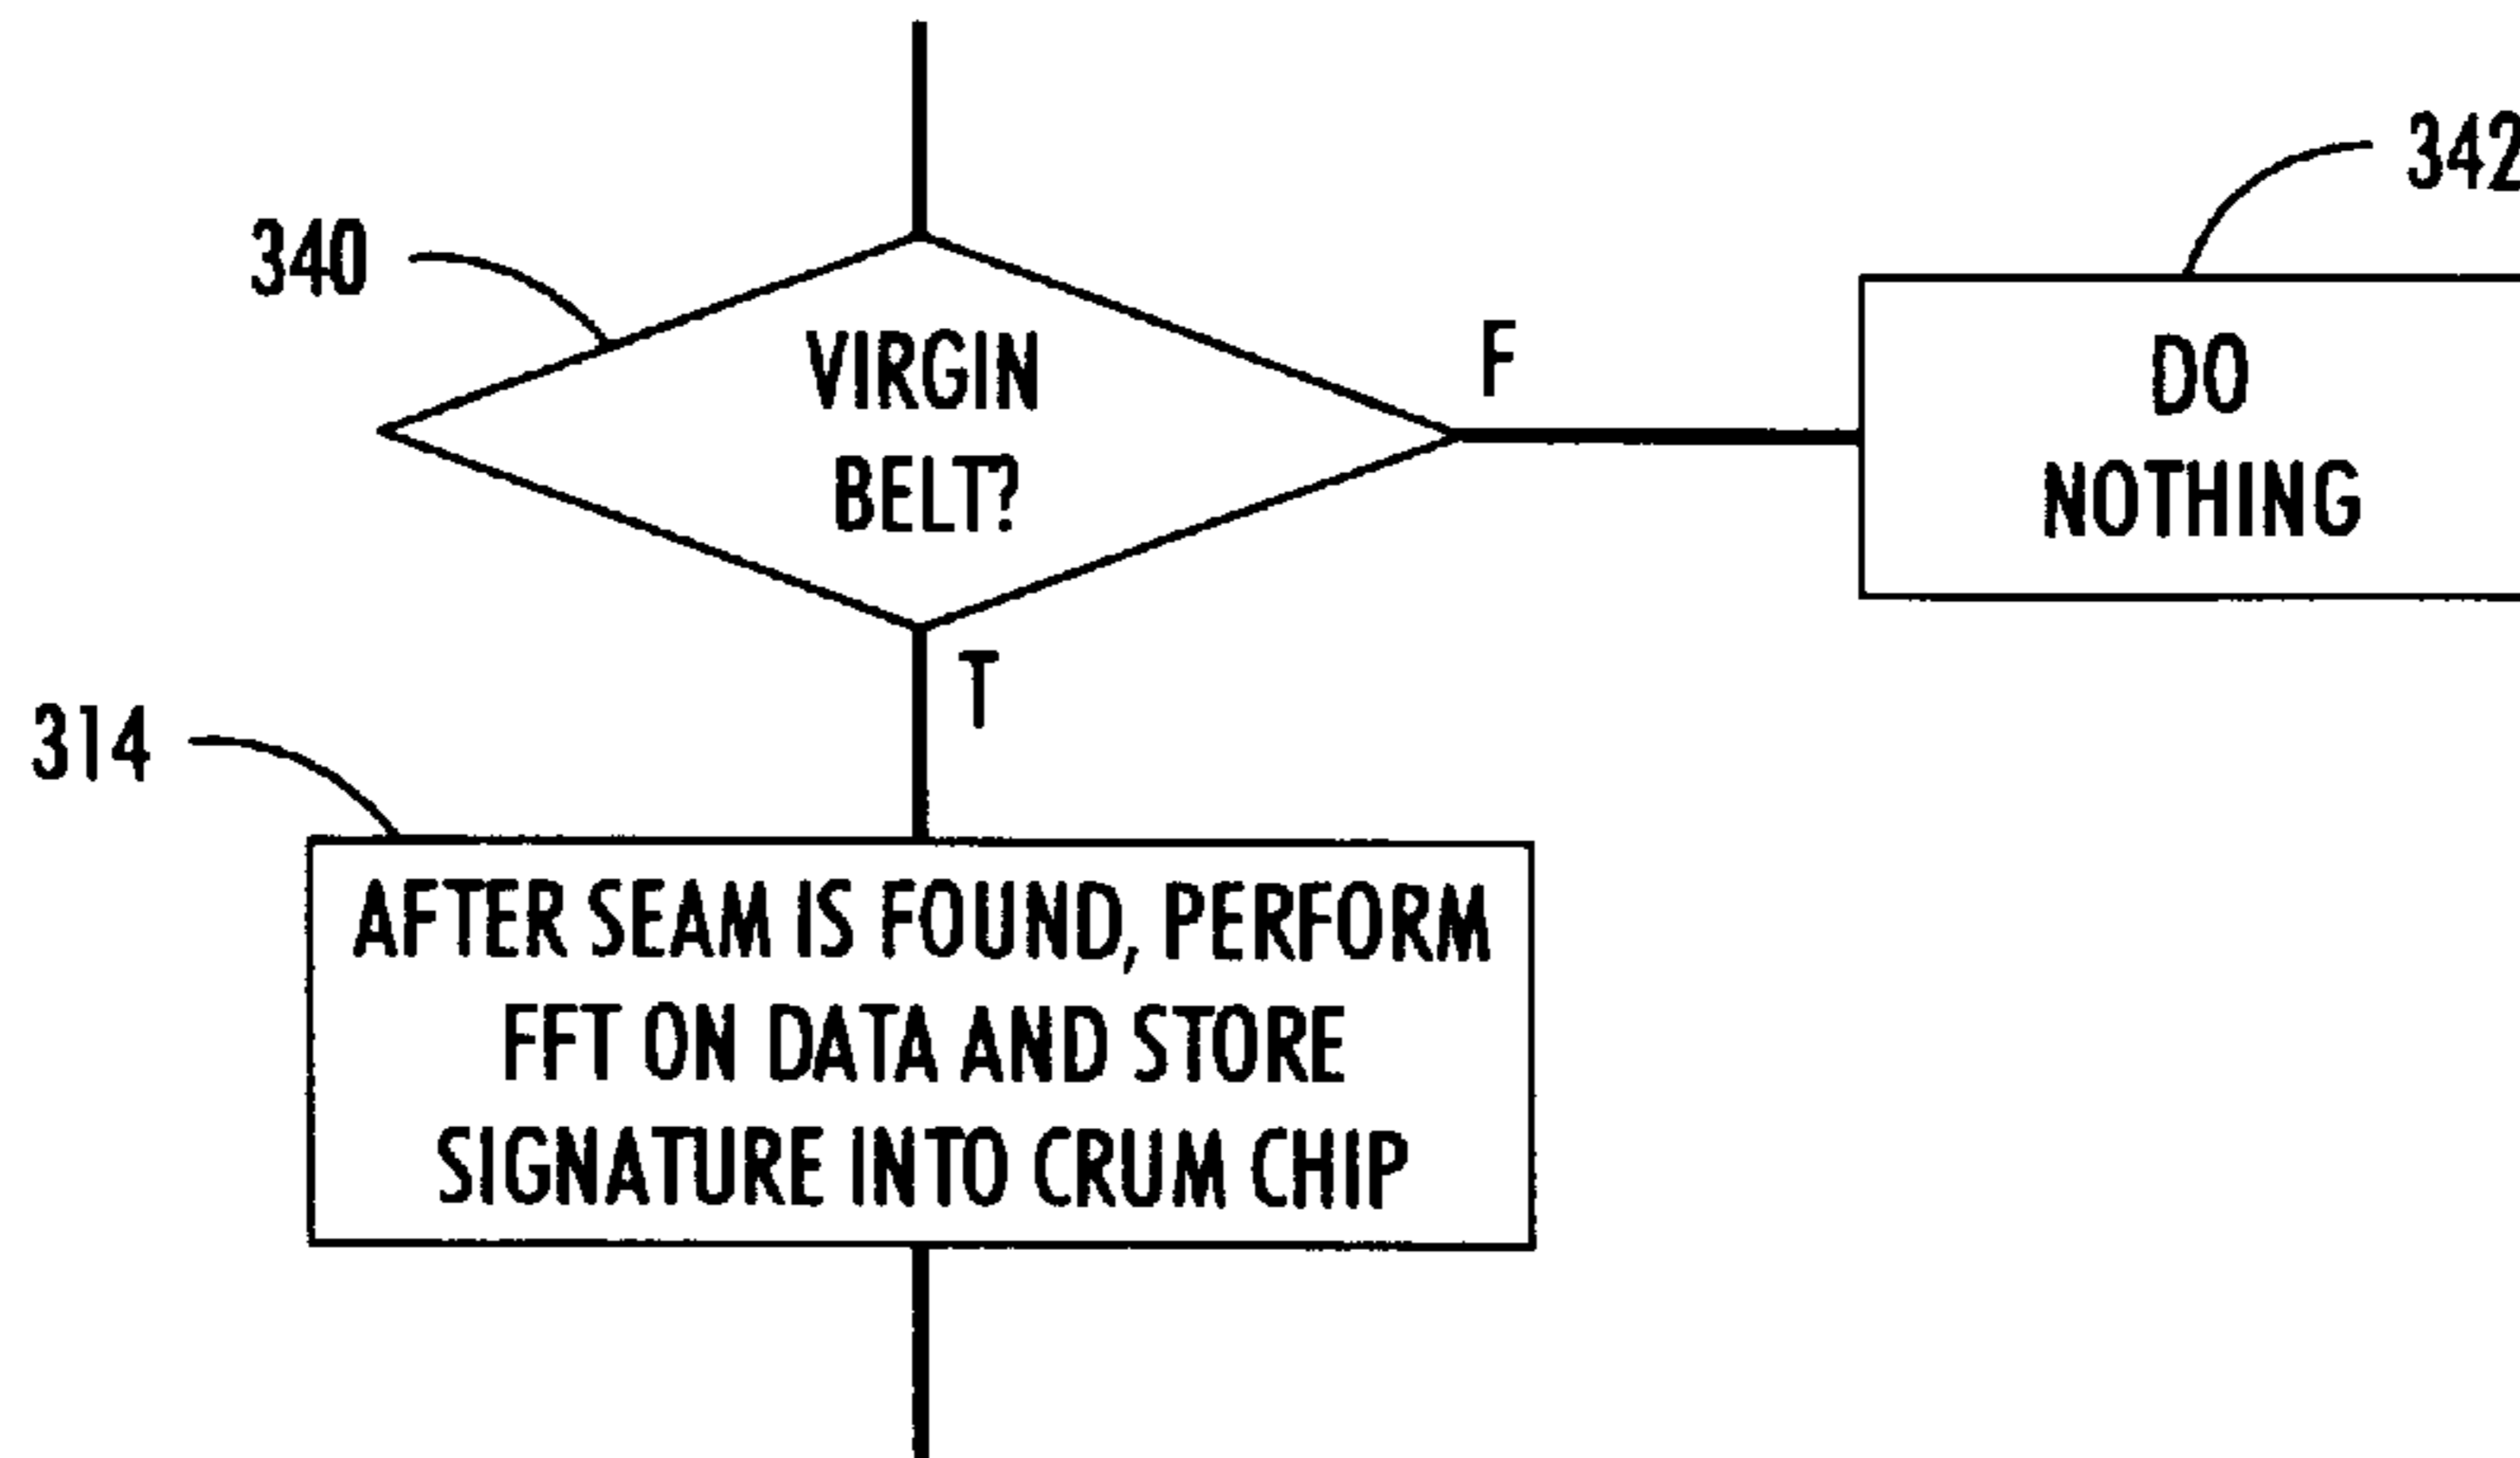 342
340
VIRGIN
BELT?
F
DO
NOTHING
T
314
AFTER SEAM IS FOUND, PERFORM
FFT ON DATA AND STORE
SIGNATURE INTO CRUM CHIP